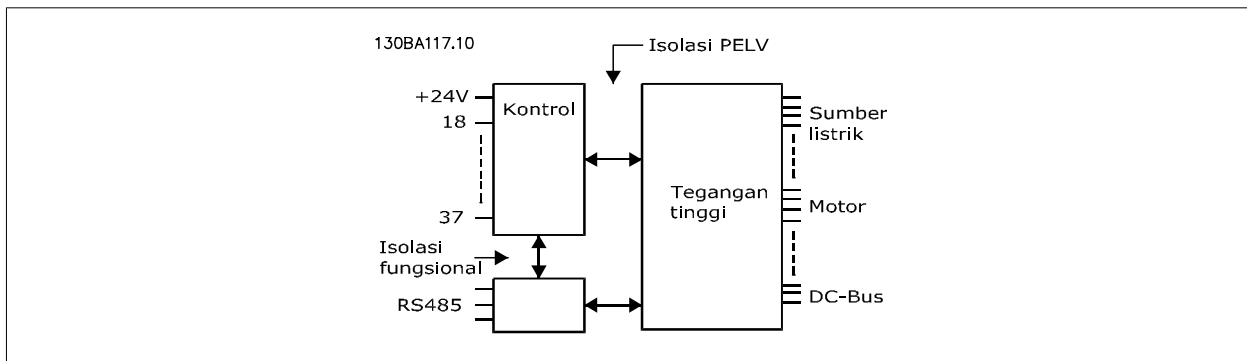 130BA117.10
Isolasi PELV
+24V
18
37
Kontrol
Tegangan
tinggi
Sumber
listrik
Motor
DC-Bus
Isolasi
fungsional
RS485